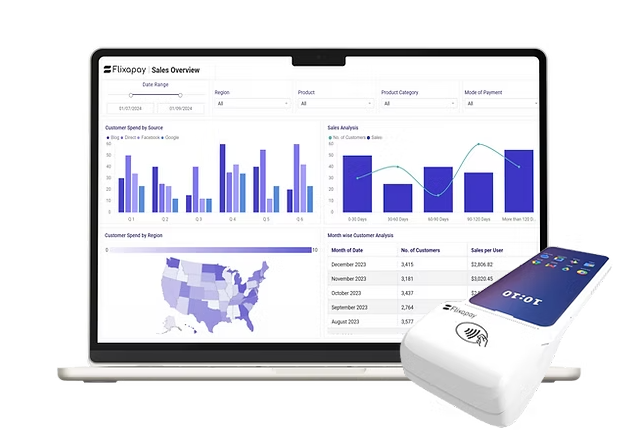 Flixapay | Sales Overview
Date Range
01/07/2024 01/09/2024
Region
All
Product
All
Product Category
All
Mode of Payment
All
Customer Spend by Source
Blog Direct Facebook Google
60
50
40
30
20
10
0
Q 1 Q 2 Q 3 Q 4 Q 5 Q 6
Sales Analysis
No. of Customers Sales
60
50
40
30
20
10
0
0-30 Days 30-60 Days 60-90 Days 90-120 Days More than 120 D...
Customer Spend by Region
0 10
Month wise Customer Analysis
Month of Date No. of Customers Sales per User
December 2023 3,415 $2,806.82
November 2023 3,181 $3,020.45
October 2023 3,437
September 2023 2,764
August 2023 3,577
10:10
Flixapay